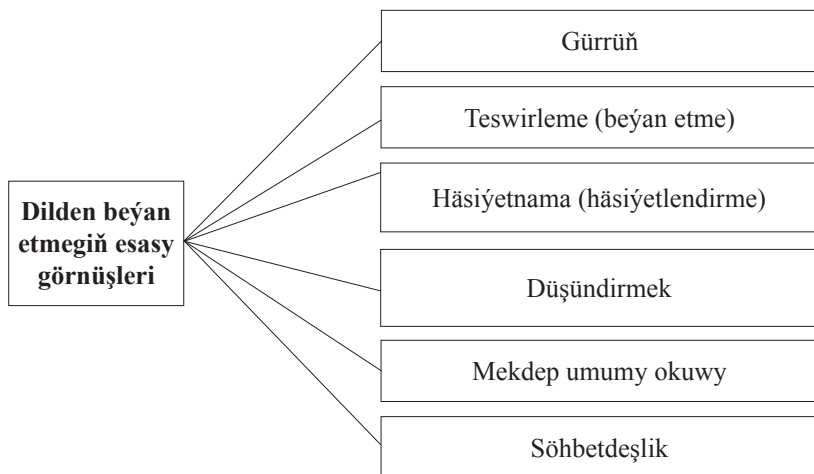 Gürrüň
Teswirleme (beýan etme)
Häsiýetnama (häsiýetlendirme)
Dilden beýan
etmegiň esasy
görnüşleri
Düşündirmek
Mekdep umumy okuwy
Söhbetdeşlik